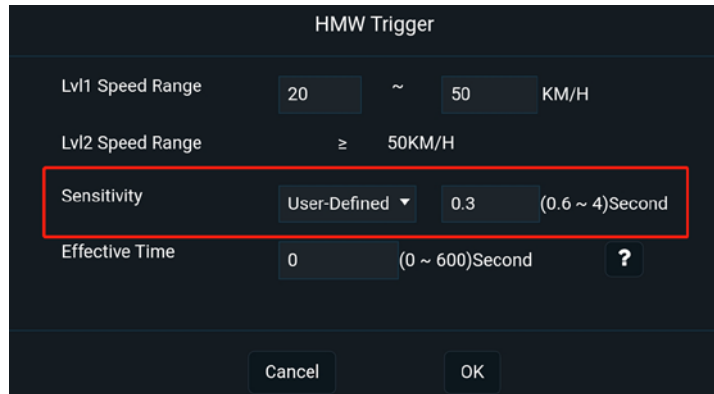 HMW Trigger
Lvl1 Speed Range 20 ~ 50 KM/H
Lvl2 Speed Range ≥ 50KM/H
Sensitivity User-Defined 0.3 (0.6 ~ 4)Second
Effective Time 0 (0 ~ 600)Second ?
Cancel OK